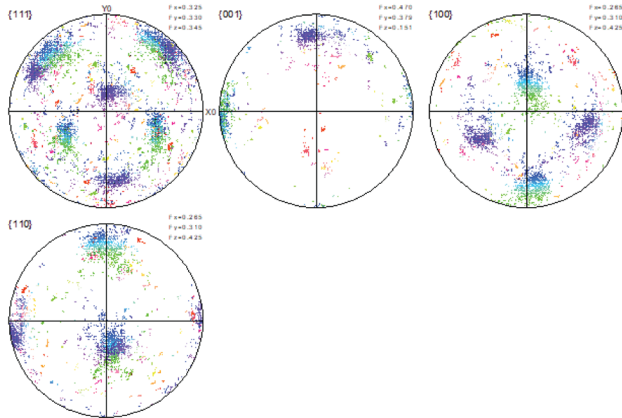 {111}
Y0
Fx=0.325
Fy=0.330
Fz=0.345
X0
{001}
Fx=0.470
Fy=0.379
Fz=0.151
{100}
Fx=0.265
Fy=0.310
Fz=0.425
{110}
Fx=0.265
Fy=0.310
Fz=0.425